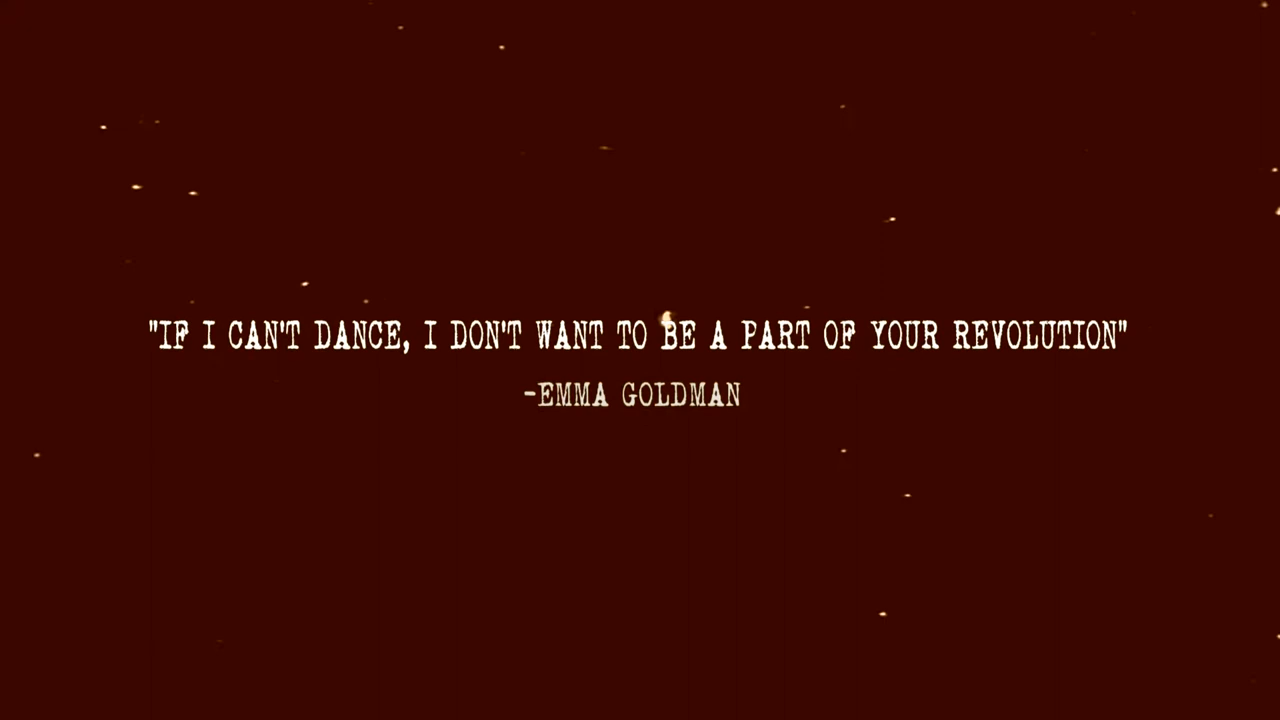 "IF I CAN'T DANCE, I DON'T WANT TO BE A PART OF YOUR REVOLUTION"
-EMMA GOLDMAN